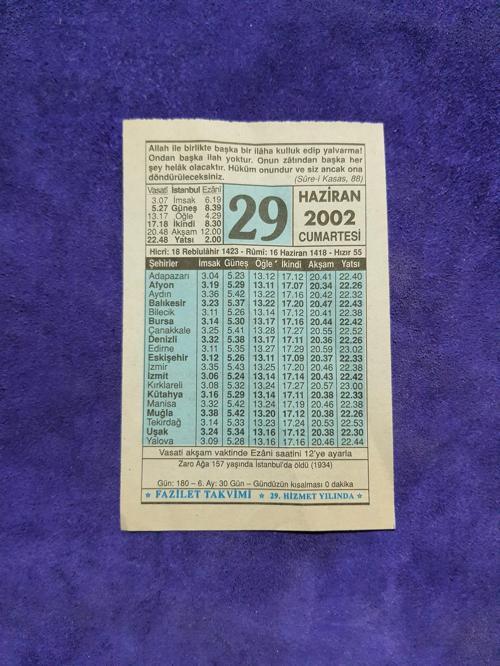 Allah ile birlikte başka bir ilâha kulluk edip yalvarma!
Ondan başka ilah yoktur. Onun zâtından başka her
şey helâk olacaktır. Hüküm onundur ve siz ancak ona
döndürüleceksiniz. (Sûre-i Kasas, 88)
Vasati İstanbul Ezânî
3.07 İmsak 6.19
5.27 Güneş 8.39
13.17 Öğle 4.29
17.18 İkindi 8.30
20.48 Akşam 12.00
22.48 Yatsı 2.00
29
HAZİRAN
2002
CUMARTESİ
Hicrî: 18 Rebiulâhir 1423 - Rûmî: 16 Haziran 1418 - Hızır 55
Şehirler İmsak Güneş Öğle İkindi Akşam Yatsı
Adapazarı 3.04 5.23 13.12 17.12 20.41 22.40
Afyon 3.19 5.29 13.11 17.07 20.34 22.26
Aydın 3.36 5.42 13.22 17.16 20.42 22.32
Balıkesir 3.23 5.37 13.22 17.20 20.47 22.43
Bilecik 3.11 5.26 13.14 17.12 20.41 22.38
Bursa 3.14 5.30 13.17 17.16 20.44 22.42
Çanakkale 3.25 5.41 13.28 17.27 20.55 22.52
Denizli 3.32 5.38 13.17 17.11 20.36 22.26
Edirne 3.11 5.35 13.27 17.29 20.59 23.02
Eskişehir 3.12 5.26 13.11 17.09 20.37 22.33
İzmir 3.35 5.43 13.25 17.20 20.46 22.38
İzmit 3.06 5.24 13.14 17.14 20.43 22.42
Kırklareli 3.08 5.32 13.24 17.27 20.57 23.00
Kütahya 3.16 5.29 13.14 17.11 20.38 22.33
Manisa 3.32 5.42 13.24 17.19 20.46 22.38
Muğla 3.38 5.42 13.20 17.12 20.38 22.26
Tekirdağ 3.14 5.33 13.23 17.24 20.53 22.53
Uşak 3.24 5.34 13.16 17.12 20.38 22.30
Yalova 3.09 5.28 13.16 17.16 20.46 22.44
Vasati akşam vaktinde Ezâni saatini 12'ye ayarla
Zaro Ağa 157 yaşında İstanbul'da öldü (1934)
Gün: 180 – 6. Ay: 30 Gün – Gündüzün kısalması 0 dakika
★ FAZİLET TAKVİMİ ★ 29. HİZMET YILINDA ★